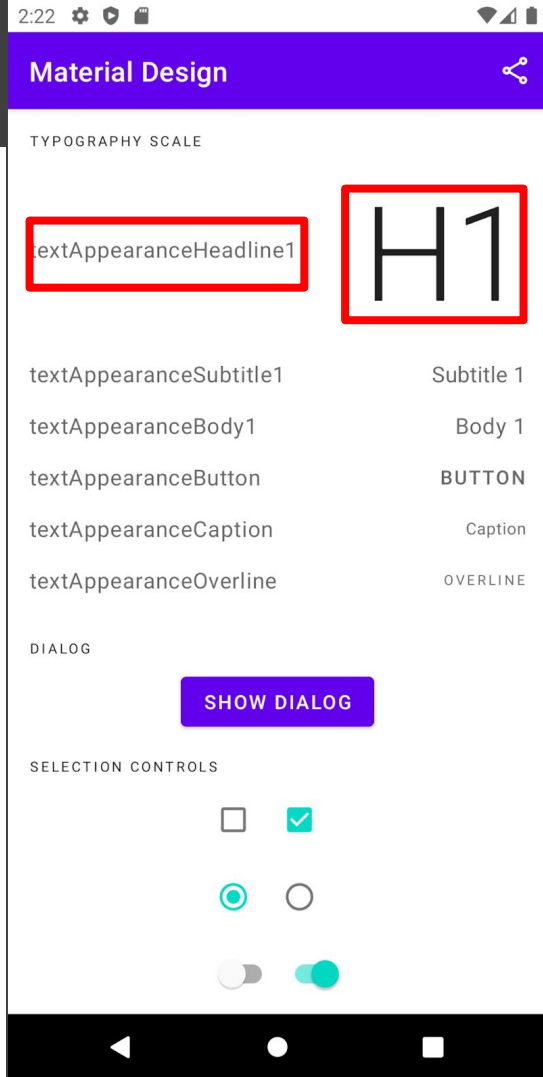 2:22
Material Design
TYPOGRAPHY SCALE
textAppearanceHeadline1 H1
textAppearanceSubtitle1 Subtitle 1
textAppearanceBody1 Body 1
textAppearanceButton BUTTON
textAppearanceCaption Caption
textAppearanceOverline OVERLINE
DIALOG
SHOW DIALOG
SELECTION CONTROLS